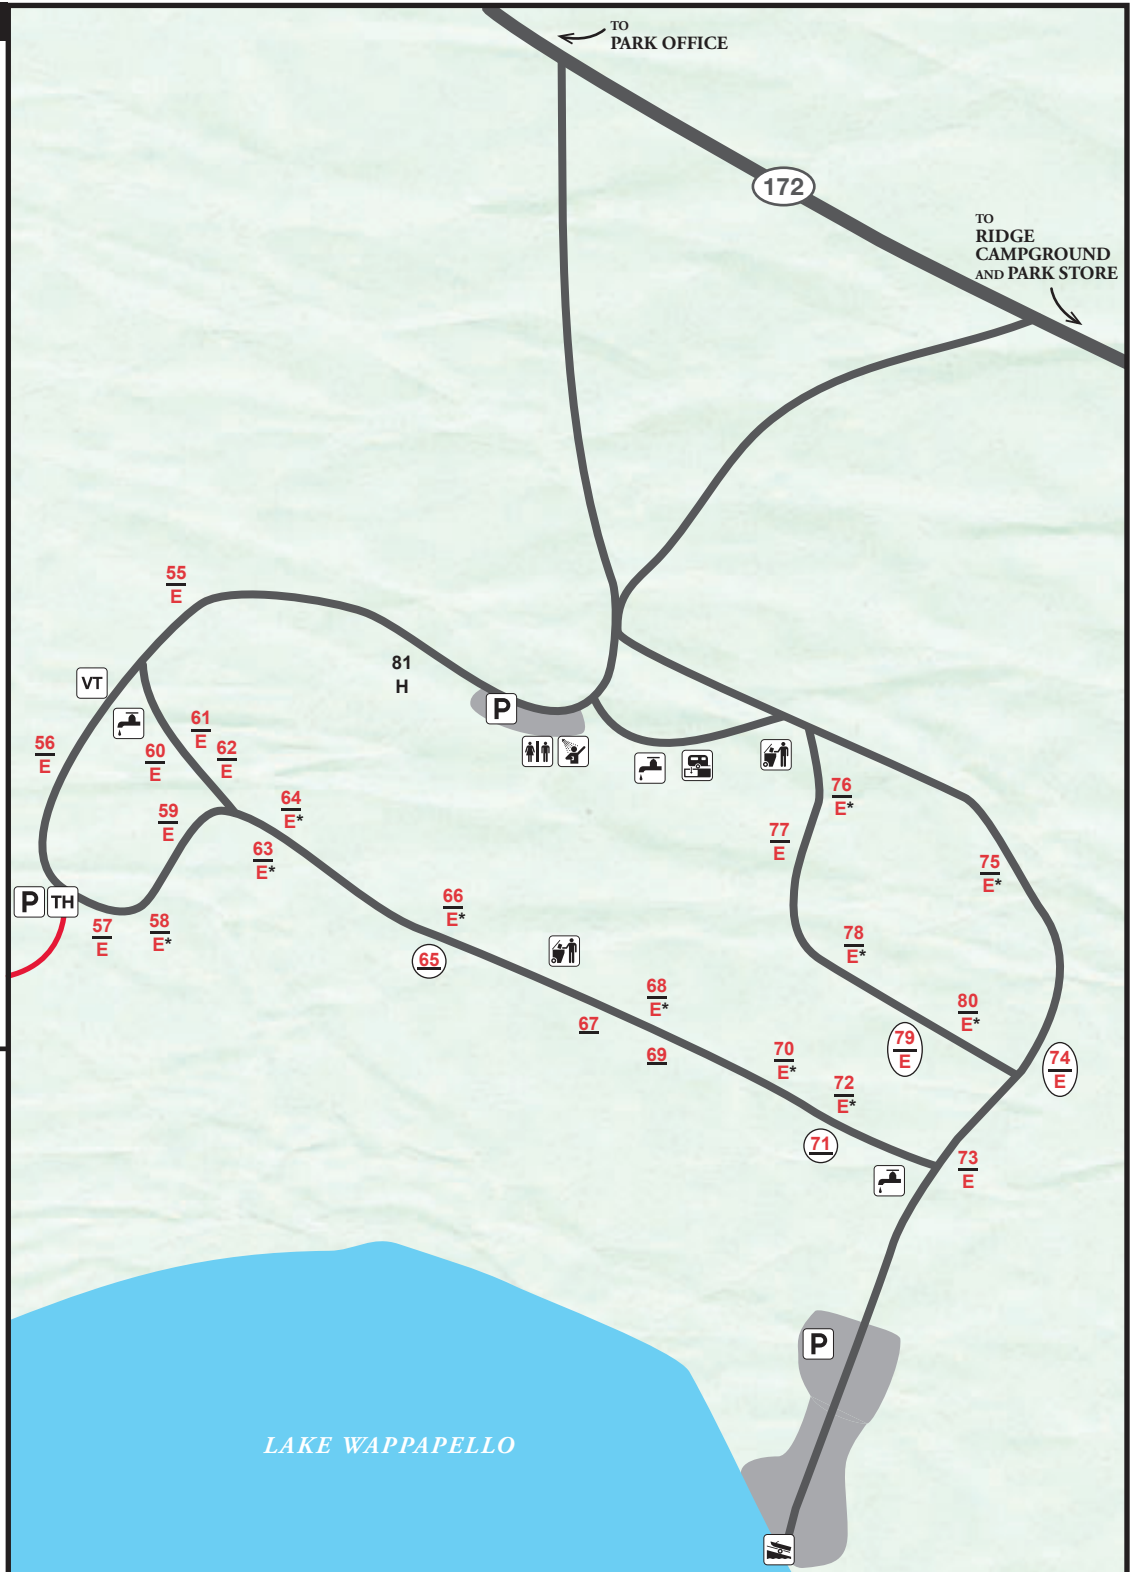 TO
PARK OFFICE
172
TO
RIDGE
CAMPGROUND
AND PARK STORE
55
E
81
H
VT
P
61
E
56
E
60
E
62
E
76
E*
64
E*
59
E
77
E
63
E*
75
E*
P TH
66
E*
57
E
58
E*
78
E*
65
68
E*
80
E*
67
79
E
69
70
E*
74
E
72
E*
71
73
E
P
LAKE WAPPAPELLO